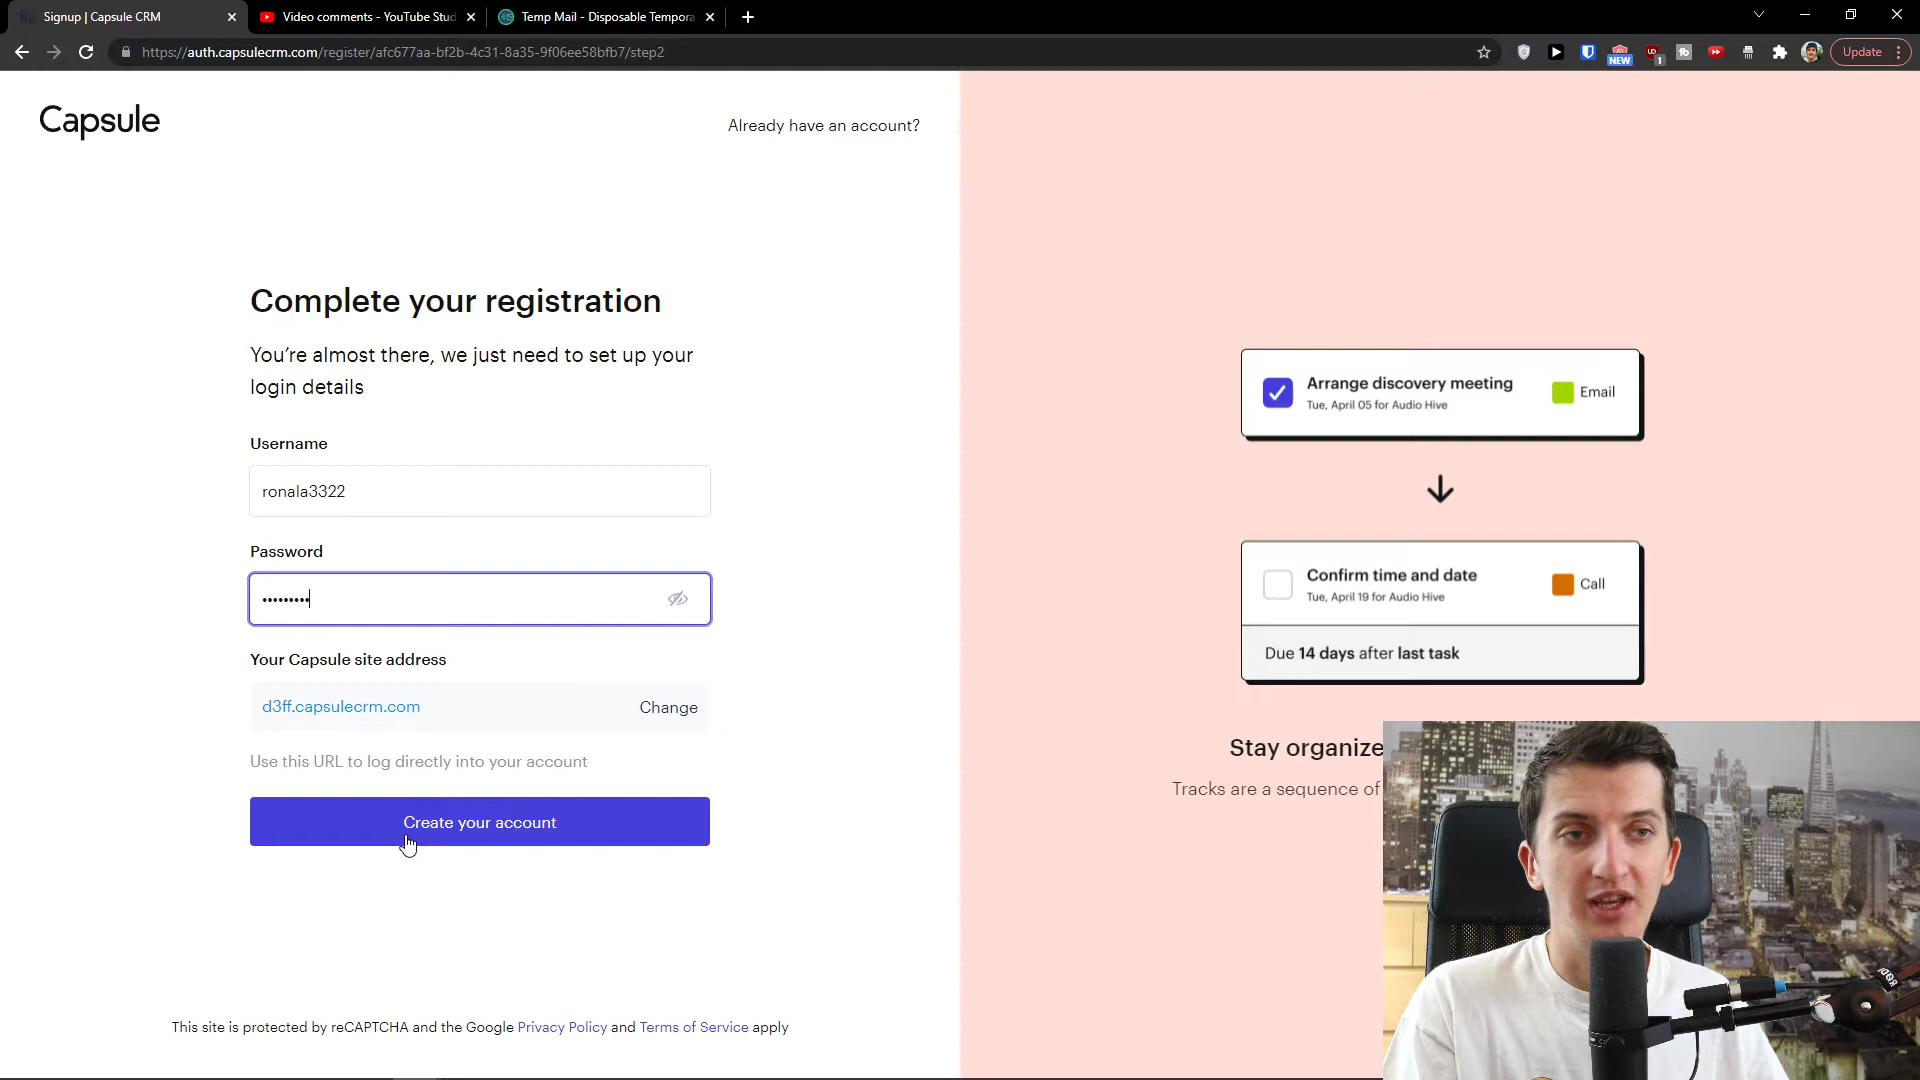 Signup | Capsule CRM
Video comments - YouTube Stud
Temp Mail - Disposable Tempora
https://auth.capsulecrm.com/register/afc677aa-bf2b-4c31-8a35-9f06ee58bfb7/step2
NEW
1
Update
Capsule
Already have an account?
Complete your registration
You’re almost there, we just need to set up your
login details
Username
ronala3322
Password
Your Capsule site address
d3ff.capsulecrm.com
Change
Use this URL to log directly into your account
Create your account
This site is protected by reCAPTCHA and the Google Privacy Policy and Terms of Service apply
Arrange discovery meeting
Tue, April 05 for Audio Hive
Email
Confirm time and date
Tue, April 19 for Audio Hive
Call
Due 14 days after last task
Stay organize
Tracks are a sequence of
RODE